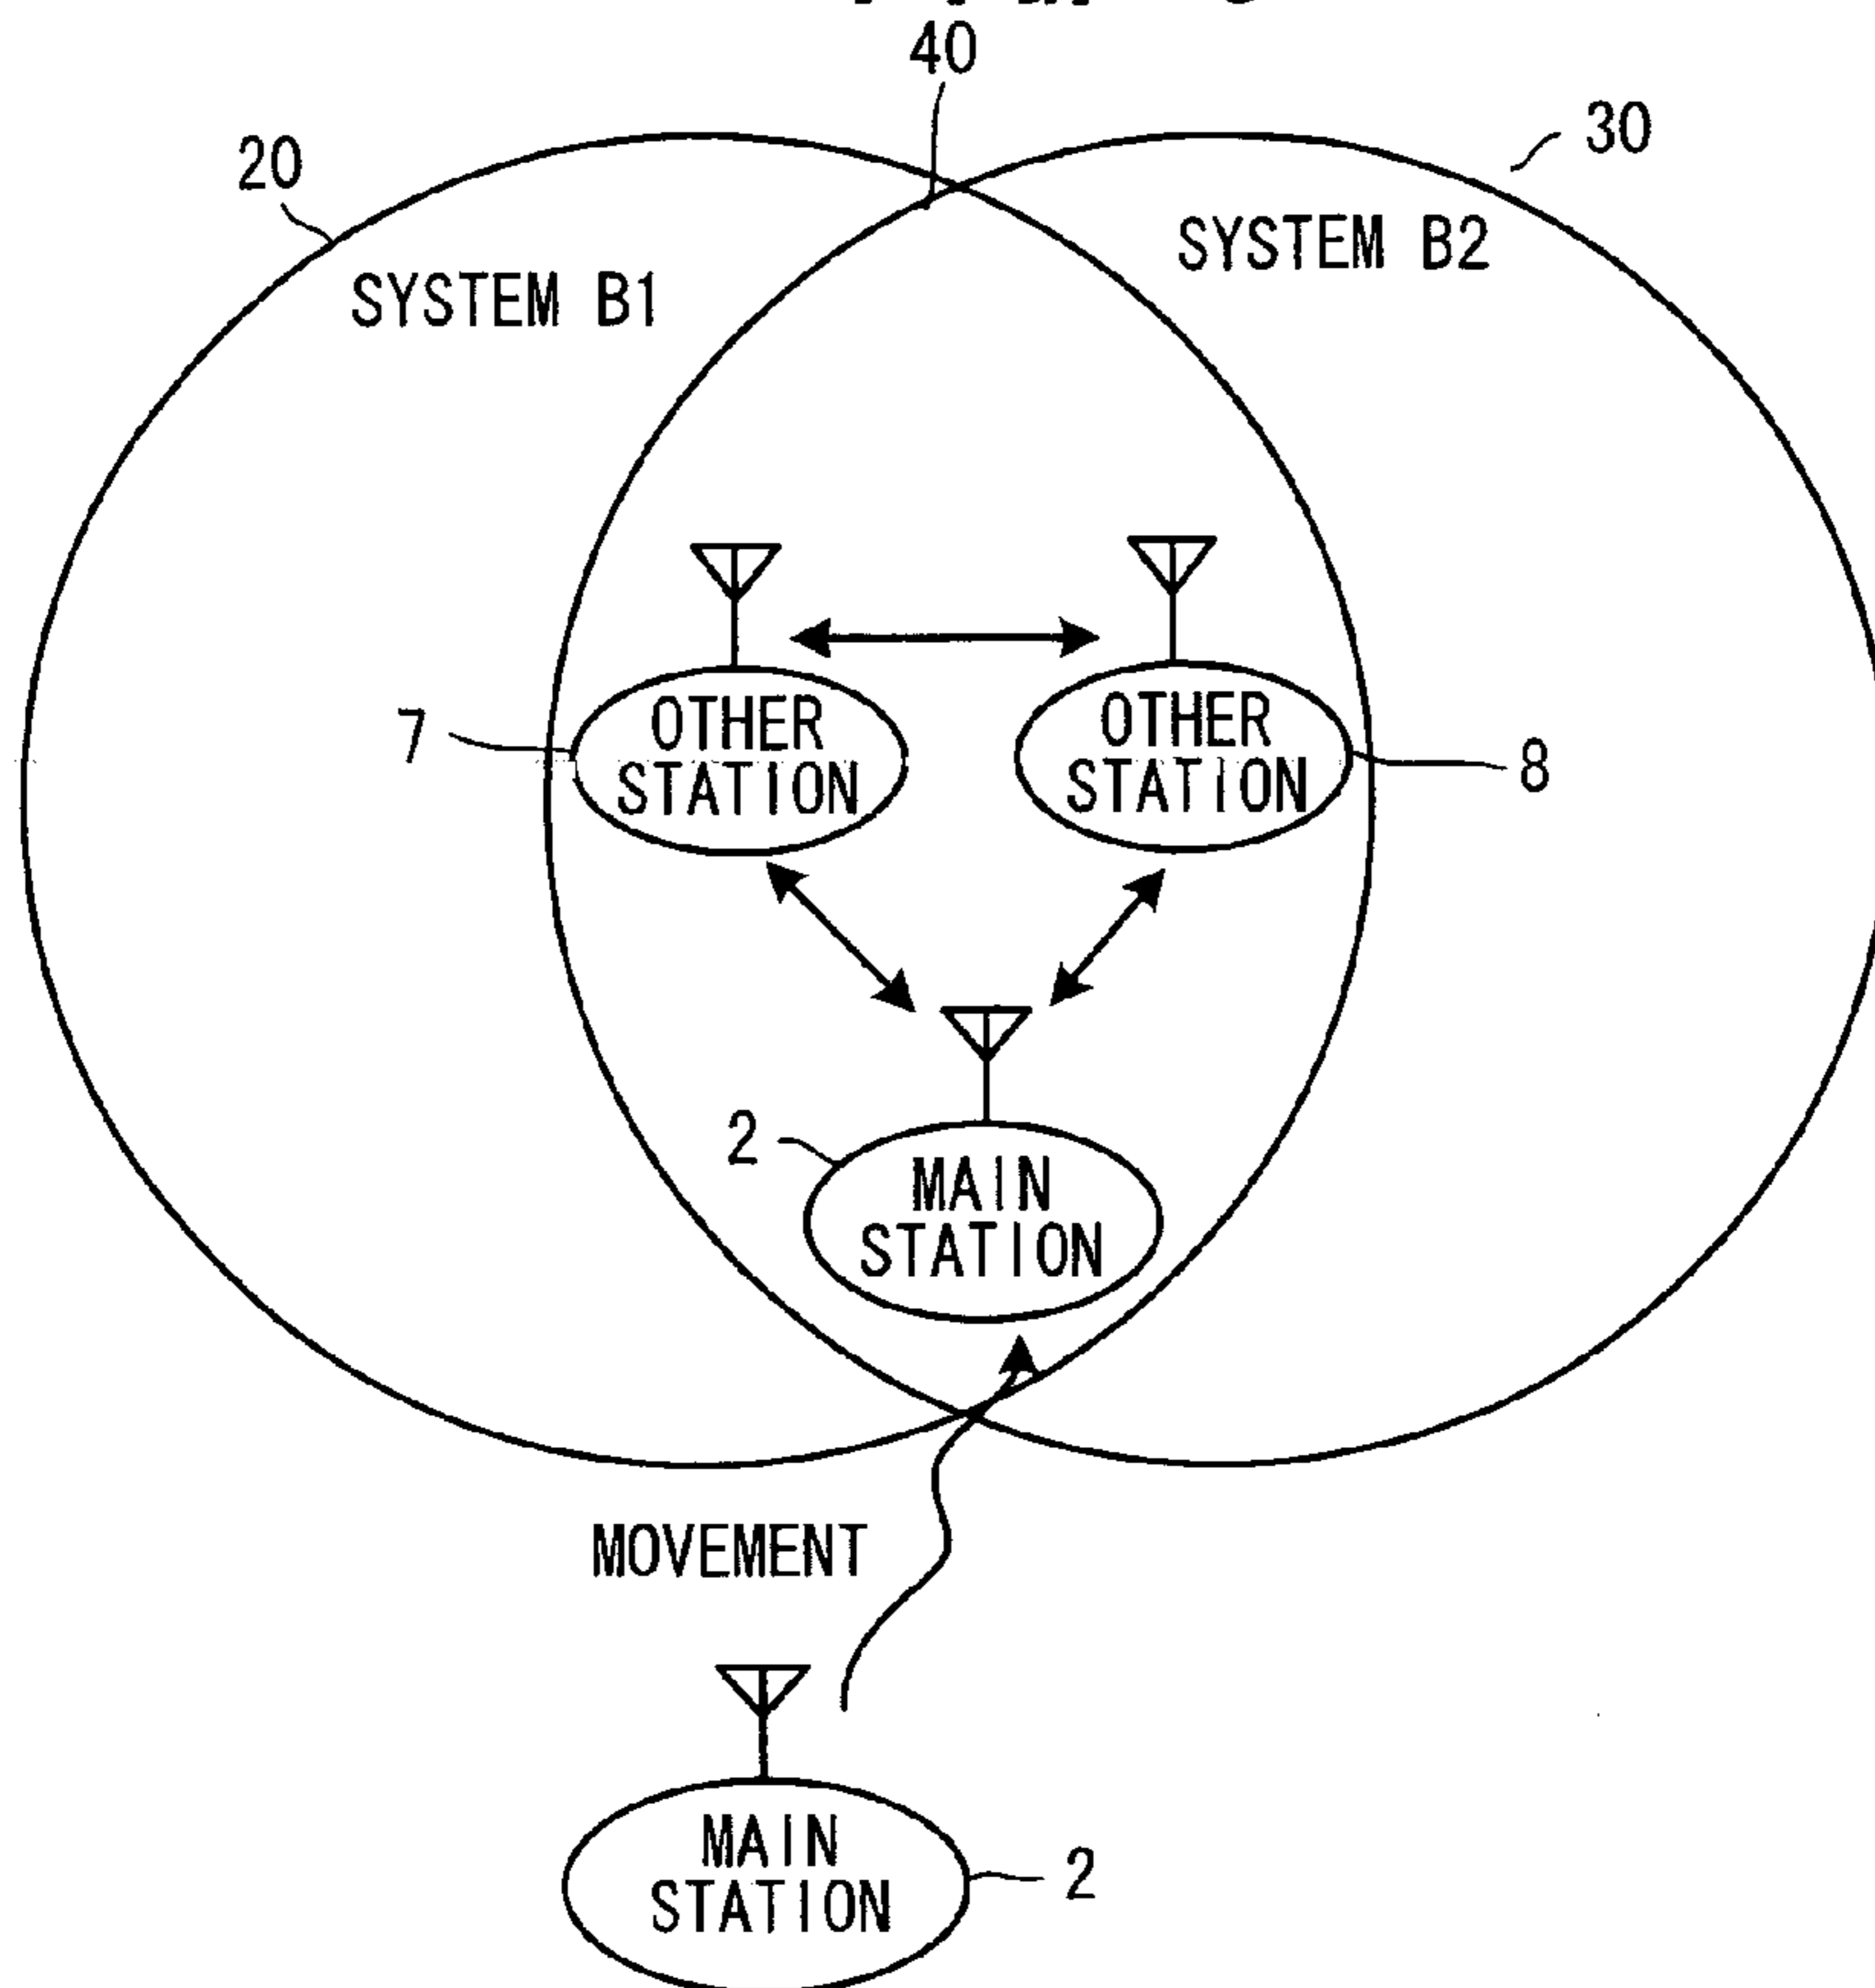 40
20
30
SYSTEM B2
SYSTEM B1
OTHER
STATION
OTHER
STATION
7
8
2
MAIN
STATION
MOVEMENT
MAIN
STATION
2